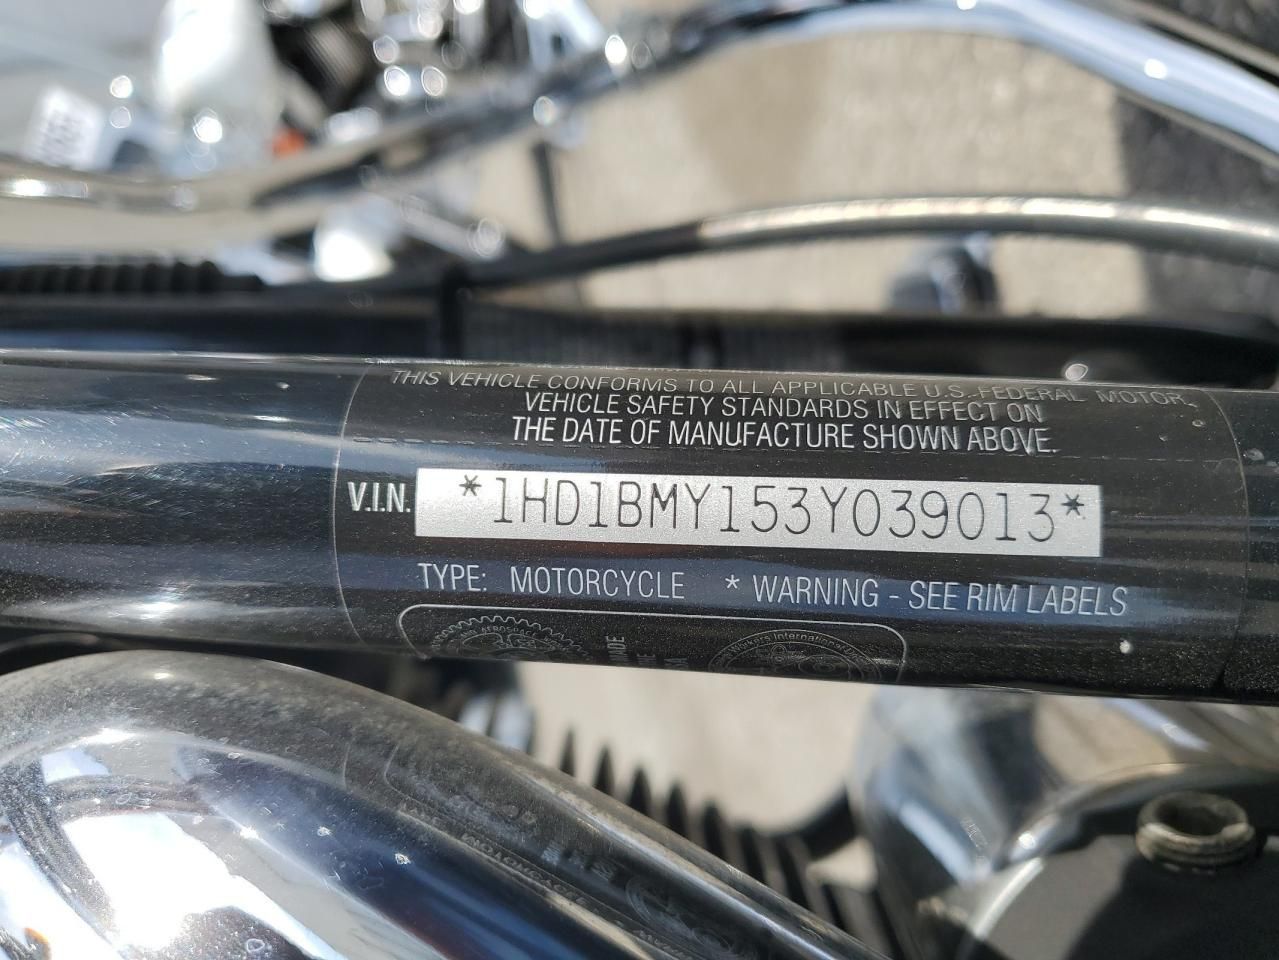 THIS VEHICLE CONFORMS TO ALL APPLICABLE U.S. FEDERAL MOTOR
VEHICLE SAFETY STANDARDS IN EFFECT ON
THE DATE OF MANUFACTURE SHOWN ABOVE.
V.I.N. *1HD1BMY153Y039013*
TYPE: MOTORCYCLE * WARNING - SEE RIM LABELS